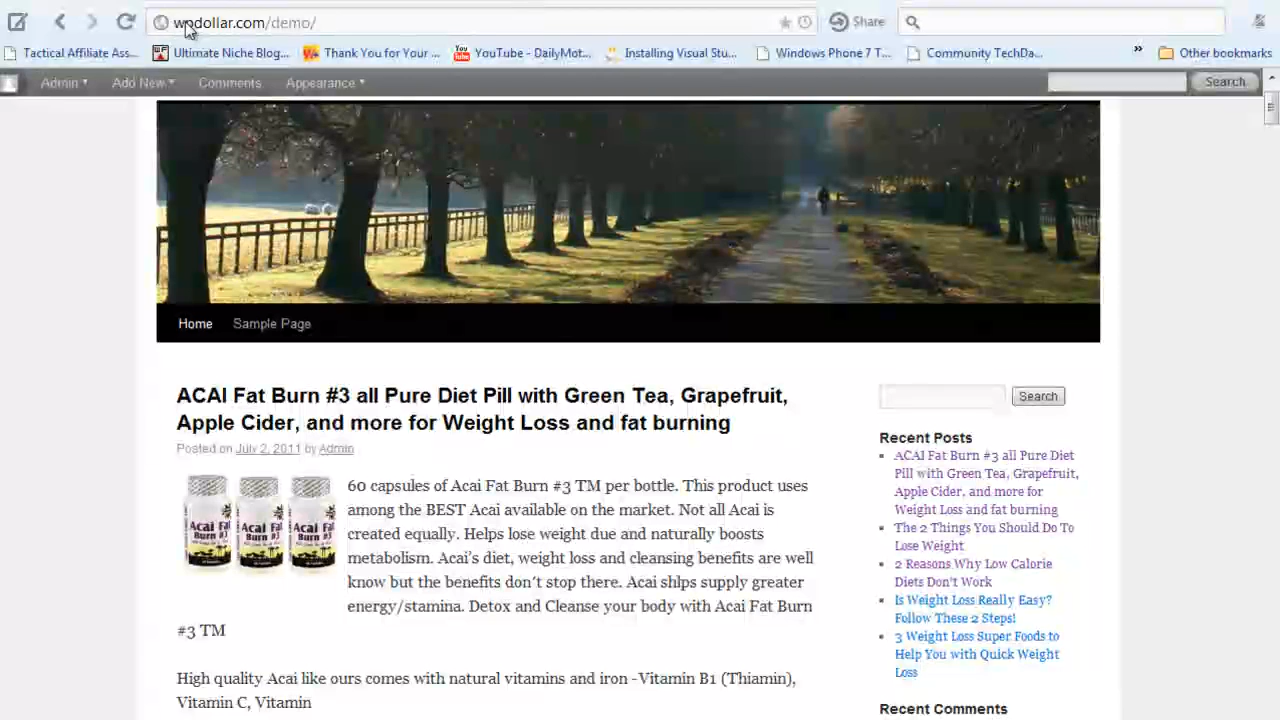 wpdollar.com/demo/
Share
Tactical Affiliate Ass...
Ultimate Niche Blog...
Thank You for Your ...
YouTube - DailyMot...
Installing Visual Stu...
Windows Phone 7 T...
Community TechDa...
»
Other bookmarks
Admin
Add New
Comments
Appearance
Search
Home
Sample Page
ACAI Fat Burn #3 all Pure Diet Pill with Green Tea, Grapefruit,
Apple Cider, and more for Weight Loss and fat burning
Posted on July 2, 2011 by Admin
60 capsules of Acai Fat Burn #3 TM per bottle. This product uses
among the BEST Acai available on the market. Not all Acai is
created equally. Helps lose weight due and naturally boosts
metabolism. Acai's diet, weight loss and cleansing benefits are well
know but the benefits don't stop there. Acai shlps supply greater
energy/stamina. Detox and Cleanse your body with Acai Fat Burn
#3 TM
High quality Acai like ours comes with natural vitamins and iron -Vitamin B1 (Thiamin),
Vitamin C, Vitamin
Search
Recent Posts
ACAI Fat Burn #3 all Pure Diet
Pill with Green Tea, Grapefruit,
Apple Cider, and more for
Weight Loss and fat burning
The 2 Things You Should Do To
Lose Weight
2 Reasons Why Low Calorie
Diets Don't Work
Is Weight Loss Really Easy?
Follow These 2 Steps!
3 Weight Loss Super Foods to
Help You with Quick Weight
Loss
Recent Comments